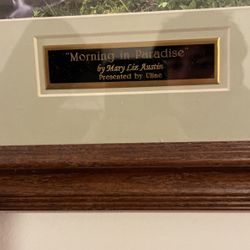 "Morning in Paradise"
by Mary Liz Austin
Presented by Uline